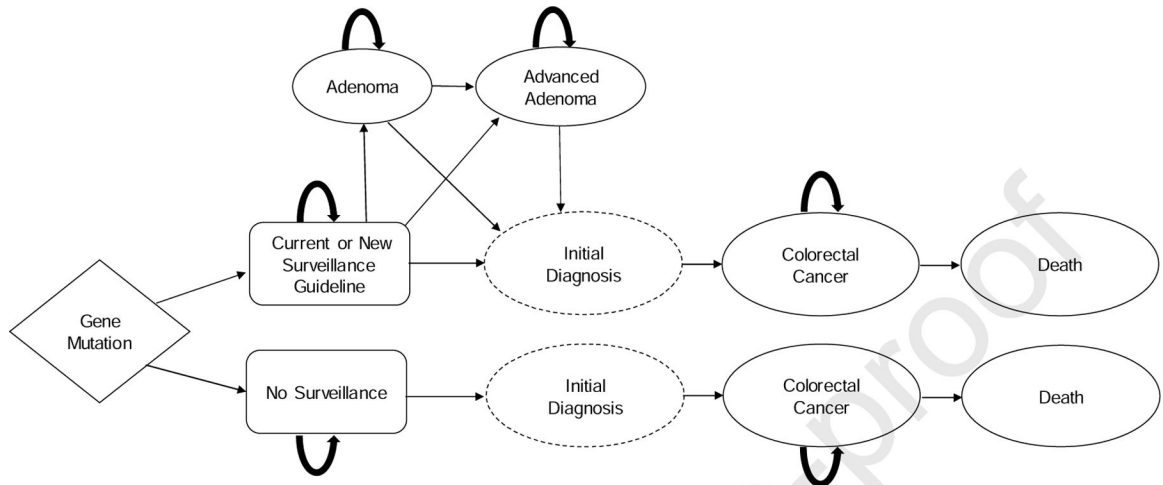 Adenoma
Advanced
Adenoma
Current or New
Surveillance
Guideline
Initial
Diagnosis
Colorectal
Cancer
Death
Gene
Mutation
No Surveillance
Initial
Diagnosis
Colorectal
Cancer
Death